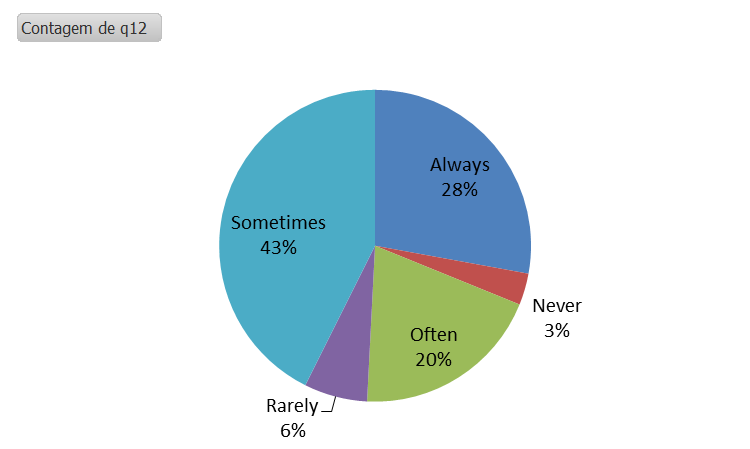 Contagem de q12
Always
28%
Sometimes
43%
Never
3%
Often
20%
Rarely
6%